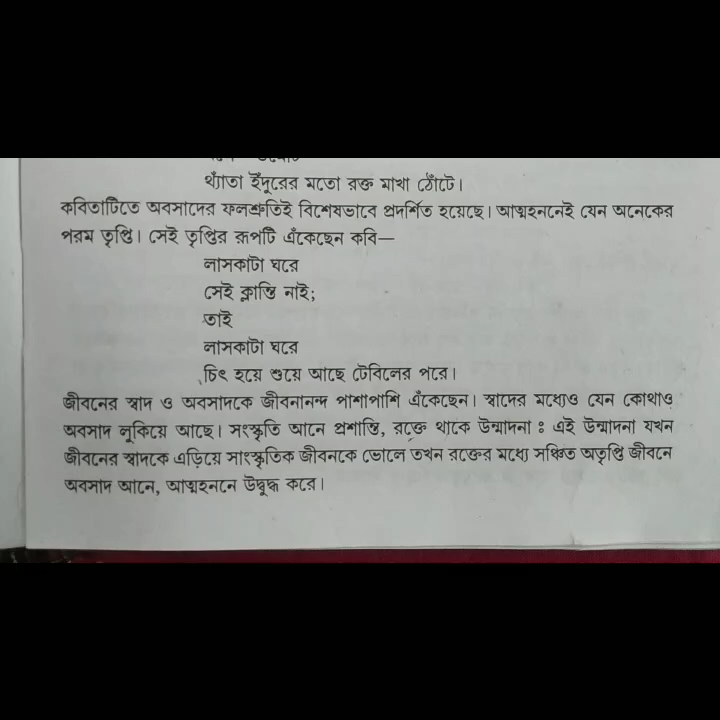 থ্যাঁতা ইঁদুরের মতো রক্ত মাখা ঠোঁটে।
কবিতাটিতে অবসাদের ফলশ্রুতিই বিশেষভাবে প্রদর্শিত হয়েছে। আত্মহননেই যেন অনেকের
পরম তৃপ্তি। সেই তৃপ্তির রূপটি এঁকেছেন কবি—
লাসকাটা ঘরে
সেই ক্লান্তি নাই;
তাই
লাসকাটা ঘরে
চিৎ হয়ে শুয়ে আছে টেবিলের পরে।
জীবনের স্বাদ ও অবসাদকে জীবনানন্দ পাশাপাশি এঁকেছেন। স্বাদের মধ্যেও যেন কোথাও
অবসাদ লুকিয়ে আছে। সংস্কৃতি আনে প্রশান্তি, রক্তে থাকে উন্মাদনা : এই উন্মাদনা যখন
জীবনের স্বাদকে এড়িয়ে সাংস্কৃতিক জীবনকে ভোলে তখন রক্তের মধ্যে সঞ্চিত অতৃপ্তি জীবনে
অবসাদ আনে, আত্মহননে উদ্বুদ্ধ করে।